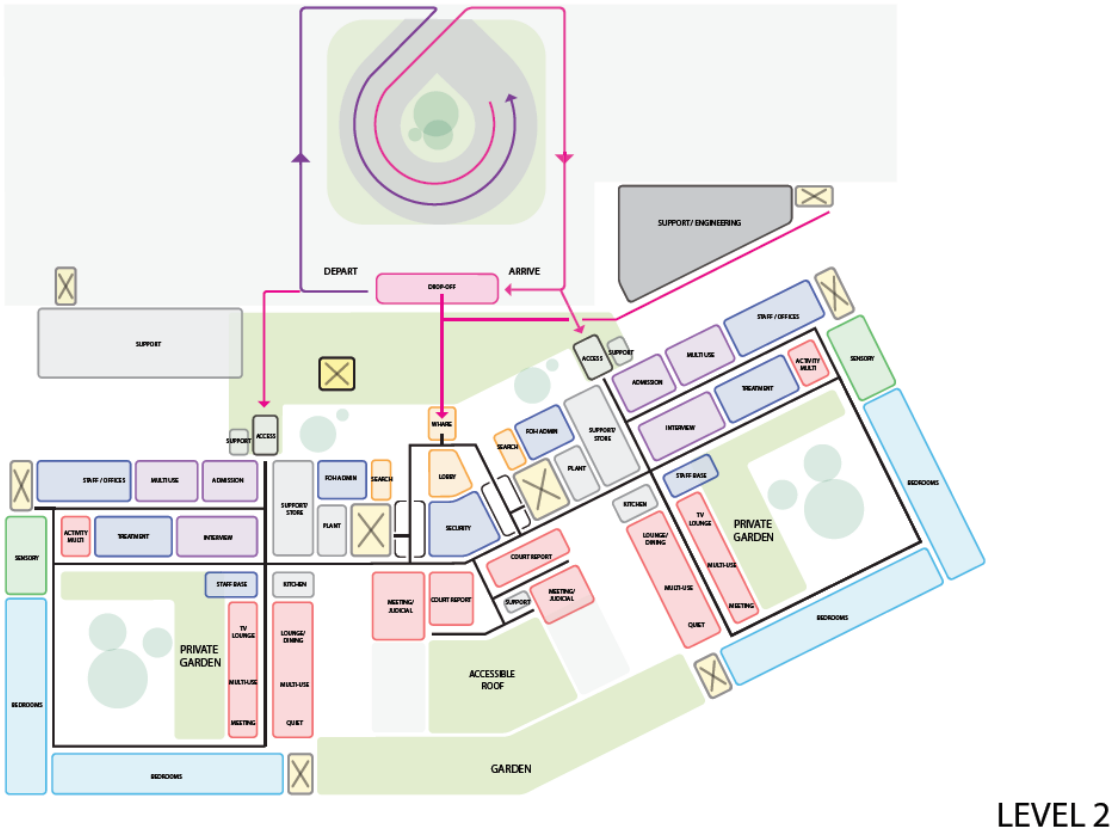 DEPART
ARRIVE
DROP-OFF
SUPPORT/ ENGINEERING
SUPPORT
STAFF / OFFICES
MULTI USE
ADMISSION
ACCESS
SUPPORT
SENSORY
ACTIVITY
MULTI
TREATMENT
INTERVIEW
SUPPORT/
STORE
FOH ADMIN
PLANT
SEARCH
WHARE
LOBBY
SECURITY
SUPPORT
ACCESS
STAFF / OFFICES
MULTI USE
ADMISSION
SUPPORT/
STORE
FOH ADMIN
SEARCH
PLANT
ACTIVITY
MULTI
TREATMENT
INTERVIEW
SENSORY
STAFF BASE
KITCHEN
TV
LOUNGE
MULTI-USE
MEETING
LOUNGE/
DINING
MULTI-USE
QUIET
PRIVATE
GARDEN
BEDROOMS
BEDROOMS
STAFF-BASE
KITCHEN
TV
LOUNGE
MULTI-USE
MEETING
LOUNGE/
DINING
MULTI-USE
QUIET
PRIVATE
GARDEN
BEDROOMS
BEDROOMS
MEETING/
JUDICIAL
COURT REPORT
COURT REPORT
SUPPORT
MEETING/
JUDICIAL
ACCESSIBLE
ROOF
GARDEN
LEVEL 2